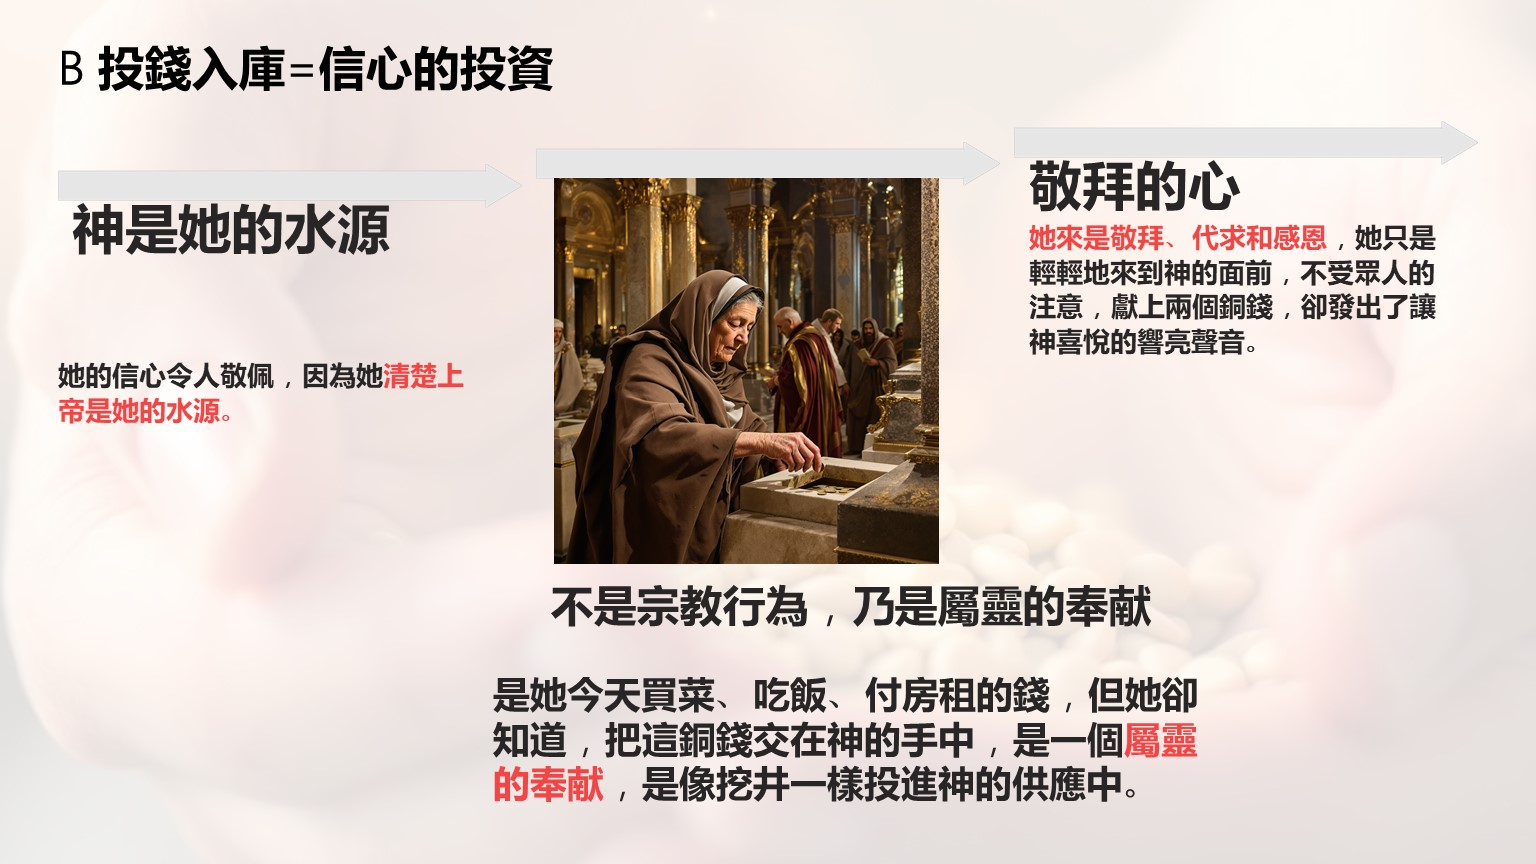 B 投錢入庫=信心的投資
神是她的水源
她的信心令人敬佩，因為她清楚上
帝是她的水源。
不是宗教行為，乃是屬靈的奉献
是她今天買菜、吃飯、付房租的錢，但她卻
知道，把這銅錢交在神的手中，是一個屬靈
的奉献，是像挖井一樣投進神的供應中。
敬拜的心
她來是敬拜、代求和感恩，她只是
輕輕地來到神的面前，不受眾人的
注意，獻上兩個銅錢，卻發出了讓
神喜悅的響亮聲音。